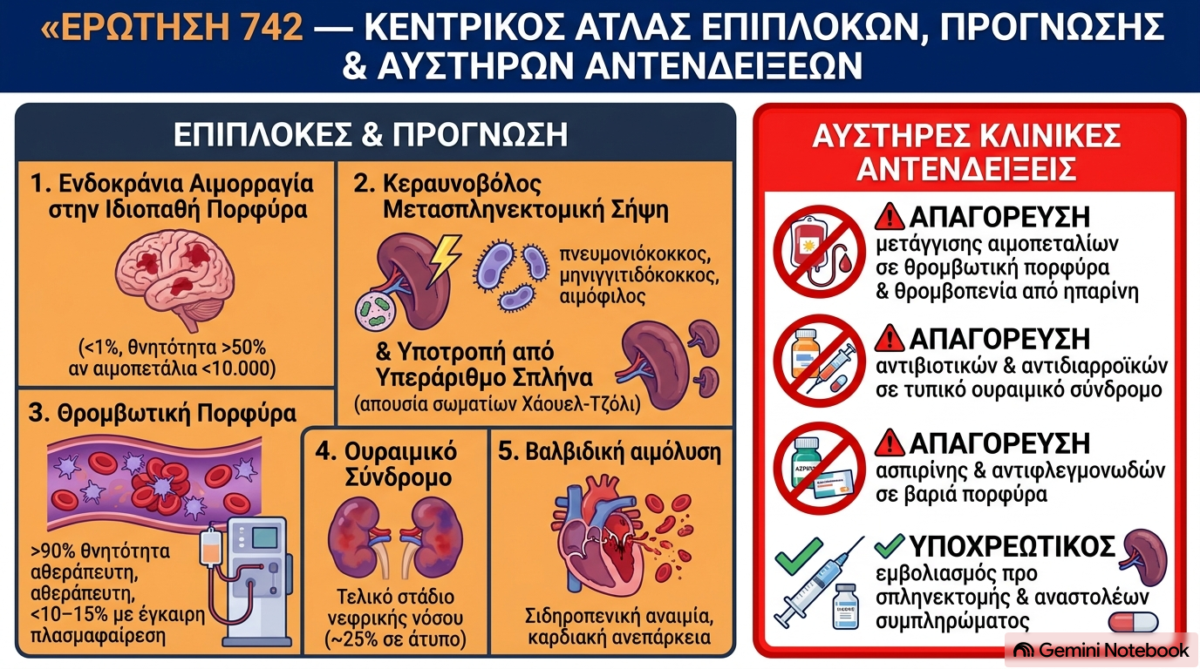 «ΕΡΩΤΗΣΗ 742 — ΚΕΝΤΡΙΚΟΣ ΑΤΛΑΣ ΕΠΙΠΛΟΚΩΝ, ΠΡΟΓΝΩΣΗΣ
& ΑΥΣΤΗΡΩΝ ΑΝΤΕΝΔΕΙΞΕΩΝ
ΕΠΙΠΛΟΚΕΣ & ΠΡΟΓΝΩΣΗ
1. Ενδοκράνια Αιμορραγία
στην Ιδιοπαθή Πορφύρα
(<1%, θνητότητα >50%
αν αιμοπετάλια <10.000)
2. Κεραυνοβόλος
Μετασπληνεκτομική Σήψη
πνευμονιόκοκκος,
μηνιγγιτιδόκοκκος,
αιμόφιλος
& Υποτροπή από
Υπεράριθμο Σπλήνα
(απουσία σωματίων Χάουελ-Τζόλι)
3. Θρομβωτική Πορφύρα
>90% θνητότητα
αθεράπευτη,
αθεράπευτη,
<10–15% με έγκαιρη
πλασμαφαίρεση
4. Ουραιμικό
Σύνδρομο
Τελικό στάδιο
νεφρικής νόσου
(~25% σε άτυπο)
5. Βαλβιδική αιμόλυση
Σιδηροπενική αναιμία,
καρδιακή ανεπάρκεια
ΑΥΣΤΗΡΕΣ ΚΛΙΝΙΚΕΣ
ΑΝΤΕΝΔΕΙΞΕΙΣ
ΑΠΑΓΟΡΕΥΣΗ
μετάγγισης αιμοπεταλίων
σε θρομβωτική πορφύρα
& θρομβοπενία από ηπαρίνη
ΑΠΑΓΟΡΕΥΣΗ
αντιβιοτικών & αντιδιαρροϊκών
σε τυπικό ουραιμικό σύνδρομο
ΑΠΑΓΟΡΕΥΣΗ
ασπιρίνης & αντιφλεγμονωδών
σε βαριά πορφύρα
ΥΠΟΧΡΕΩΤΙΚΟΣ
εμβολιασμός προ
σπληνεκτομής & αναστολέων
συμπληρώματος
Gemini Notebook